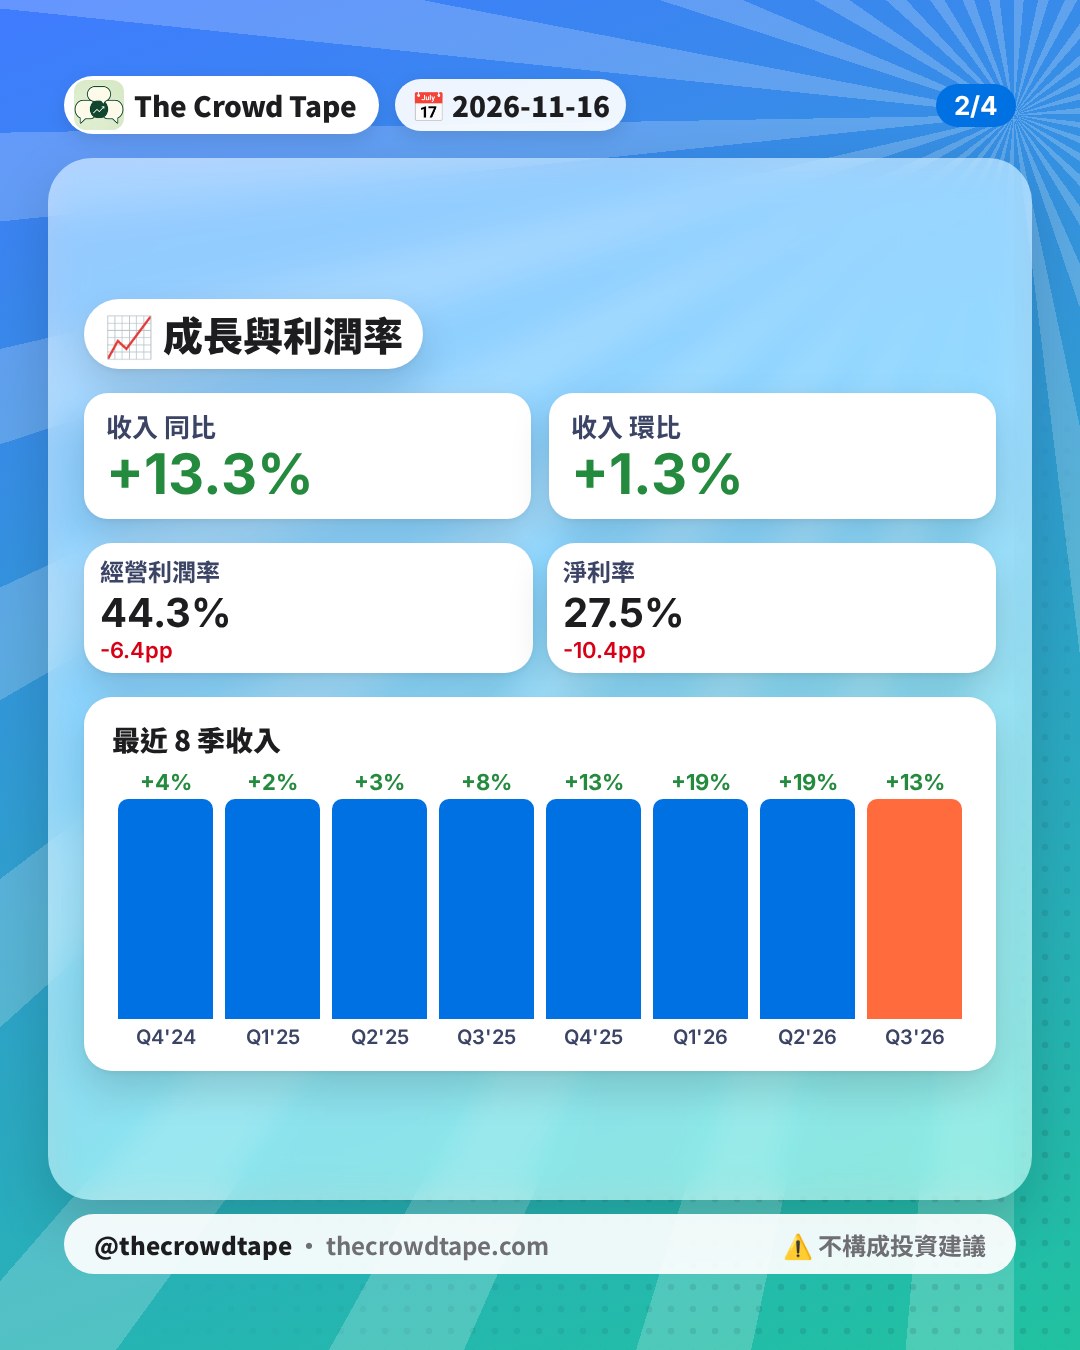 The Crowd Tape
2026-11-16
2/4
成長與利潤率
收入 同比
+13.3%
收入 環比
+1.3%
經營利潤率
44.3%
-6.4pp
淨利率
27.5%
-10.4pp
最近 8 季收入
+4% +2% +3% +8% +13% +19% +19% +13%
Q4'24 Q1'25 Q2'25 Q3'25 Q4'25 Q1'26 Q2'26 Q3'26
@thecrowdtape • thecrowdtape.com
⚠️ 不構成投資建議